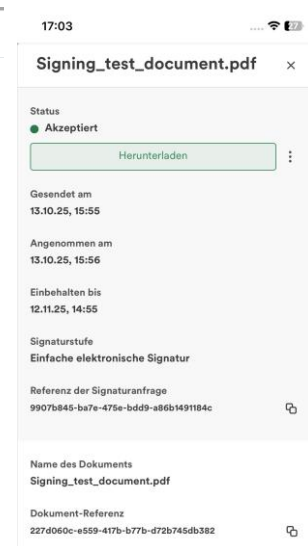 17:03
27
Signing_test_document.pdf
Status
Akzeptiert
Herunterladen
Gesendet am
13.10.25, 15:55
Angenommen am
13.10.25, 15:56
Einbehalten bis
12.11.25, 14:55
Signaturstufe
Einfache elektronische Signatur
Referenz der Signaturanfrage
9907b845-ba7e-475e-bdd9-a86b1491184c
Name des Dokuments
Signing_test_document.pdf
Dokument-Referenz
227d060c-e559-417b-b77b-d72b745db382